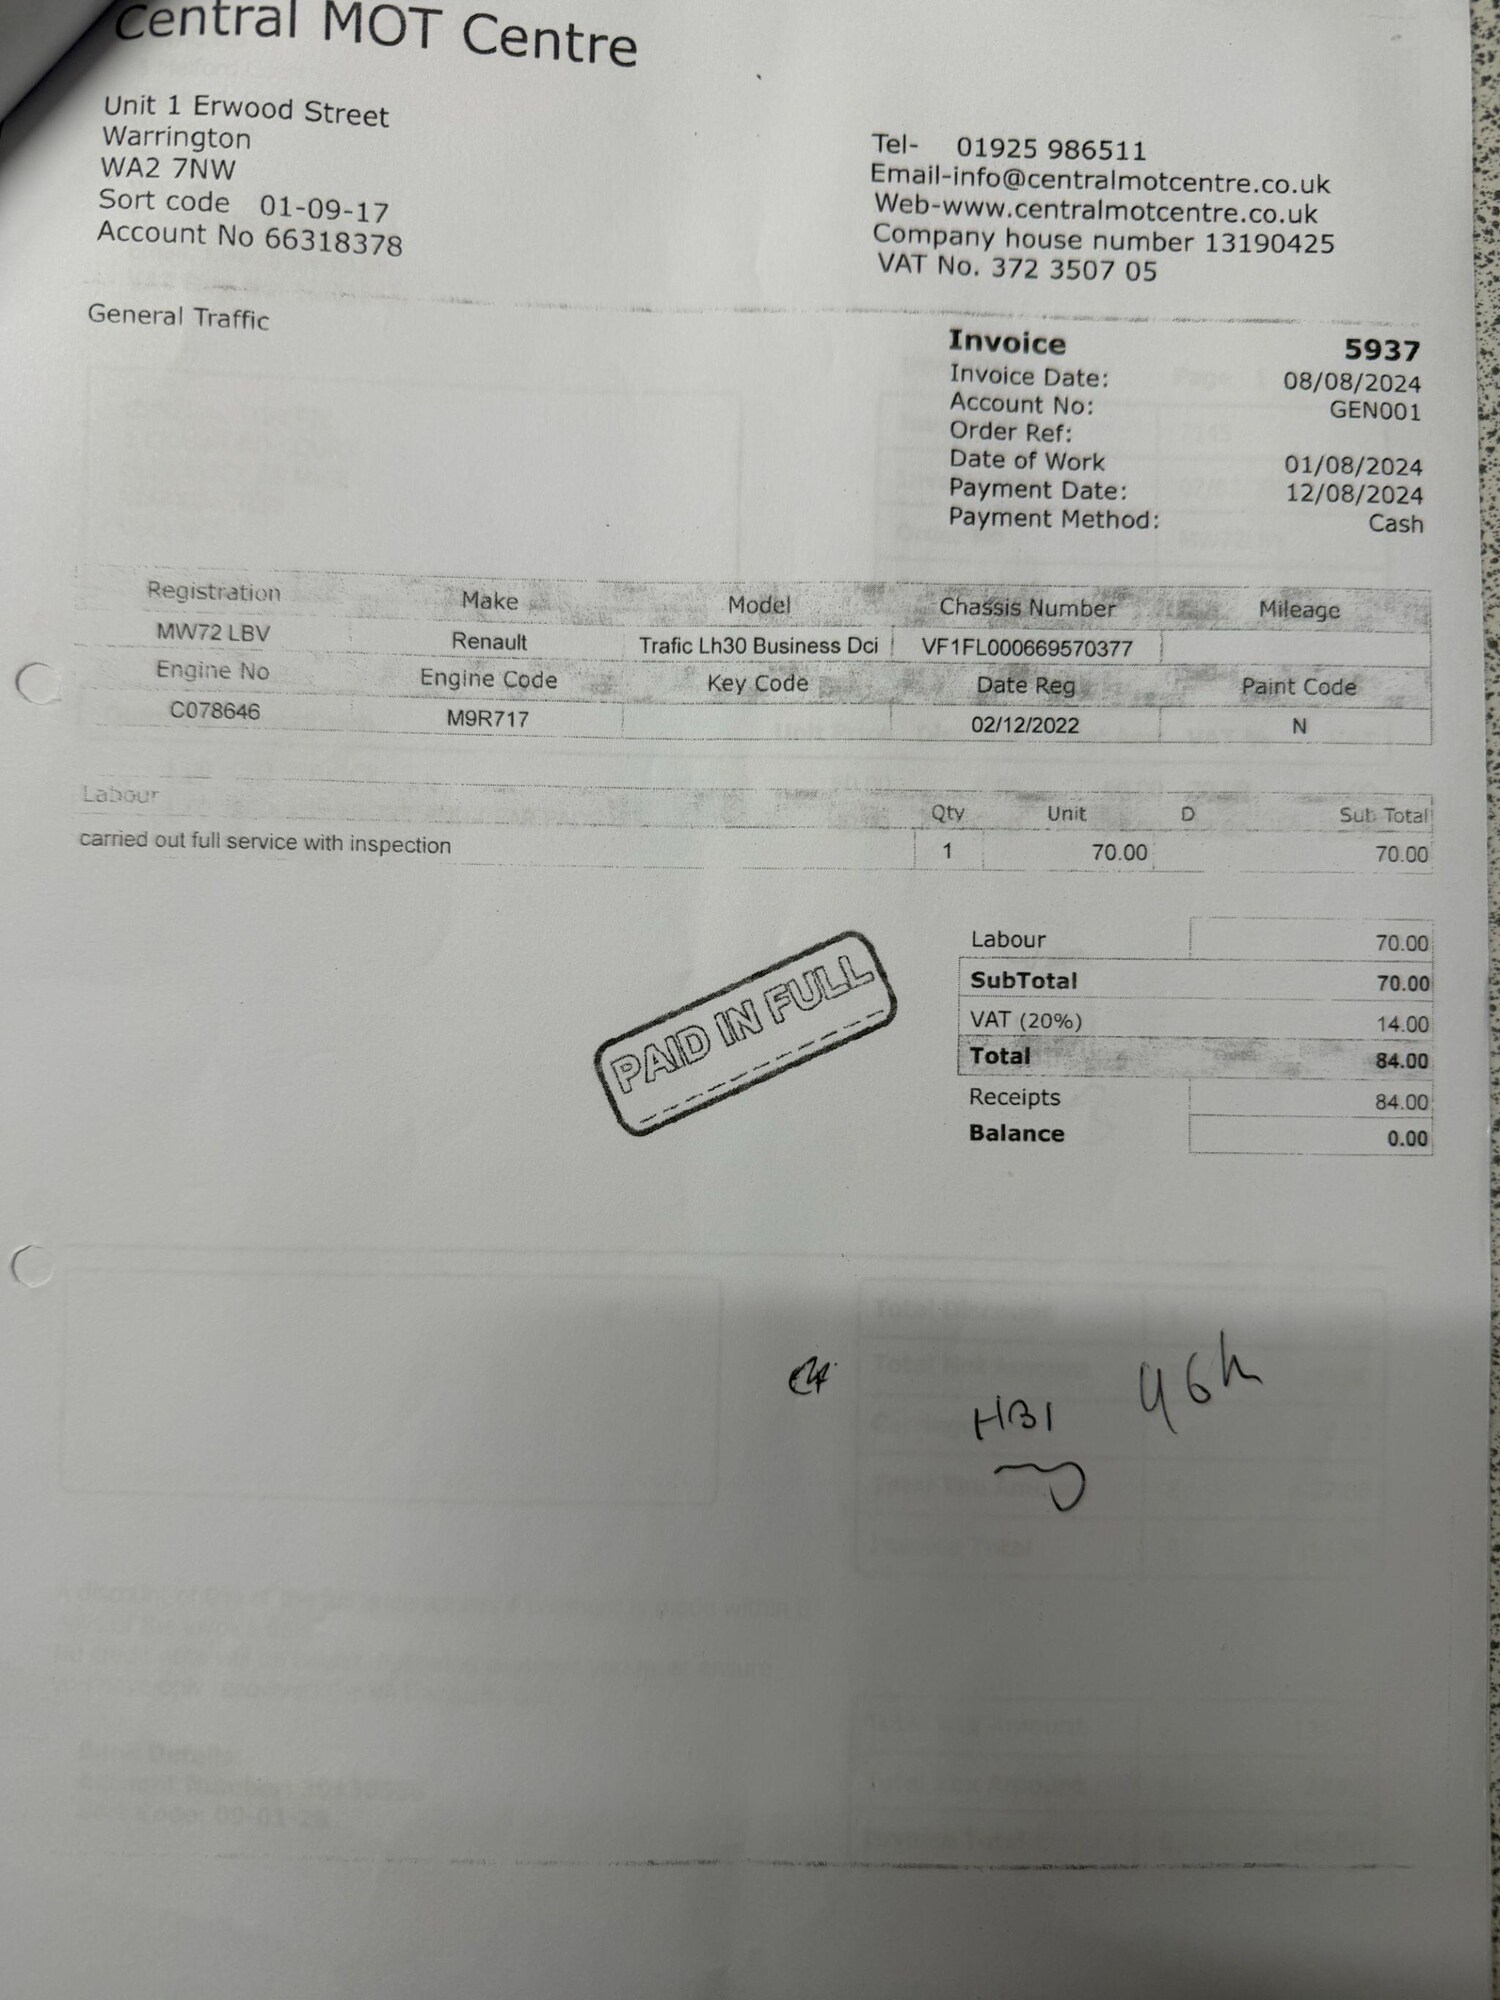 Central MOT Centre
Unit 1 Erwood Street
Warrington
WA2 7NW
Sort code 01-09-17
Account No 66318378
Tel- 01925 986511
Email-info@centralmotcentre.co.uk
Web-www.centralmotcentre.co.uk
Company house number 13190425
VAT No. 372 3507 05
General Traffic
Invoice 5937
Invoice Date: 08/08/2024
Account No: GEN001
Order Ref:
Date of Work 01/08/2024
Payment Date: 12/08/2024
Payment Method: Cash
Registration Make Model Chassis Number Mileage
MW72 LBV Renault Trafic Lh30 Business Dci VF1FL000669570377
Engine No Engine Code Key Code Date Reg Paint Code
C078646 M9R717 02/12/2022 N
Labour Qty Unit D Sub Total
carried out full service with inspection 1 70.00 70.00
PAID IN FULL
Labour 70.00
SubTotal 70.00
VAT (20%) 14.00
Total 84.00
Receipts 84.00
Balance 0.00
HB1 46k